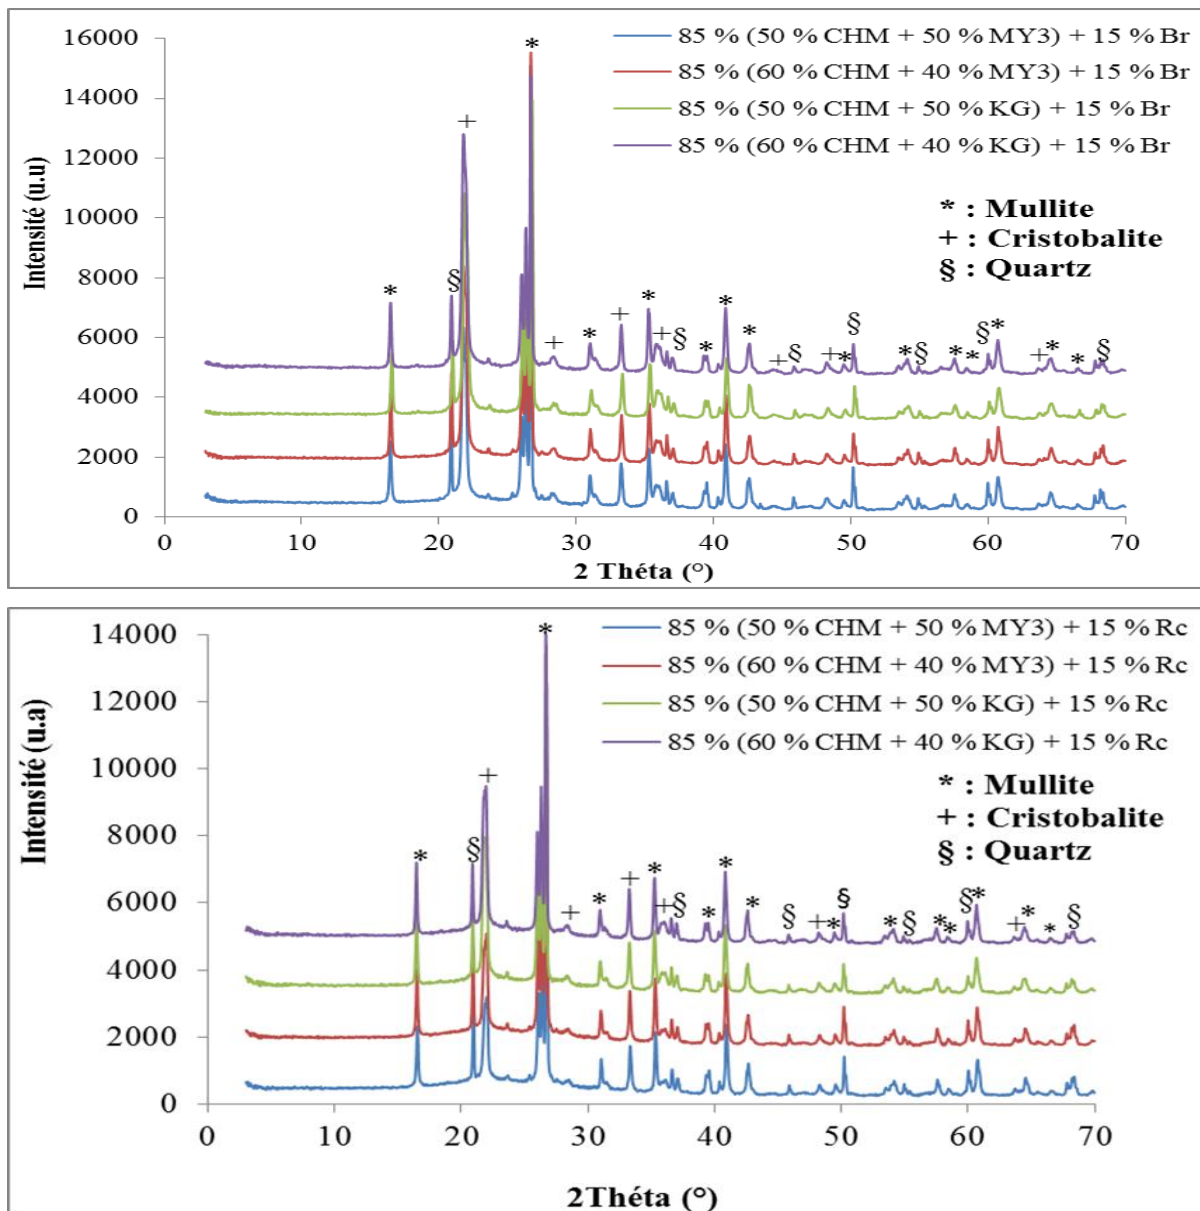 16000
14000
12000
10000
8000
6000
4000
2000
0
Intensité (u.u)
85 % (50 % CHM + 50 % MY3) + 15 % Br
85 % (60 % CHM + 40 % MY3) + 15 % Br
85 % (50 % CHM + 50 % KG) + 15 % Br
85 % (60 % CHM + 40 % KG) + 15 % Br
* : Mullite
+ : Cristobalite
§ : Quartz
* § + * + * + * + § * * * + § + * § * § * * § * + * * §
0 10 20 30 40 50 60 70
2 Théta (°)
14000
12000
10000
8000
6000
4000
2000
0
Intensité (u.a)
85 % (50 % CHM + 50 % MY3) + 15 % Rc
85 % (60 % CHM + 40 % MY3) + 15 % Rc
85 % (50 % CHM + 50 % KG) + 15 % Rc
85 % (60 % CHM + 40 % KG) + 15 % Rc
* : Mullite
+ : Cristobalite
§ : Quartz
* § + * + * + * + § * * * § + * § * § * * § * + * * §
0 10 20 30 40 50 60 70
2Théta (°)